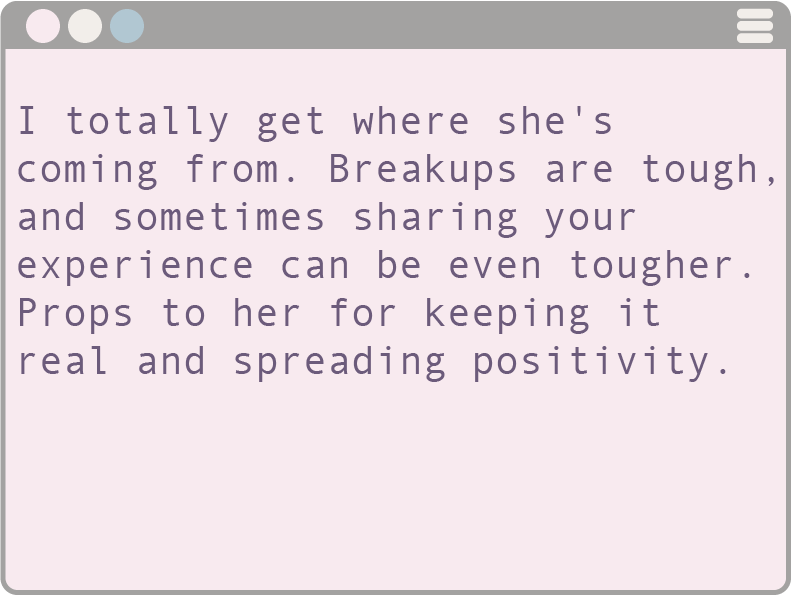 I totally get where she's
coming from. Breakups are tough,
and sometimes sharing your
experience can be even tougher.
Props to her for keeping it
real and spreading positivity.